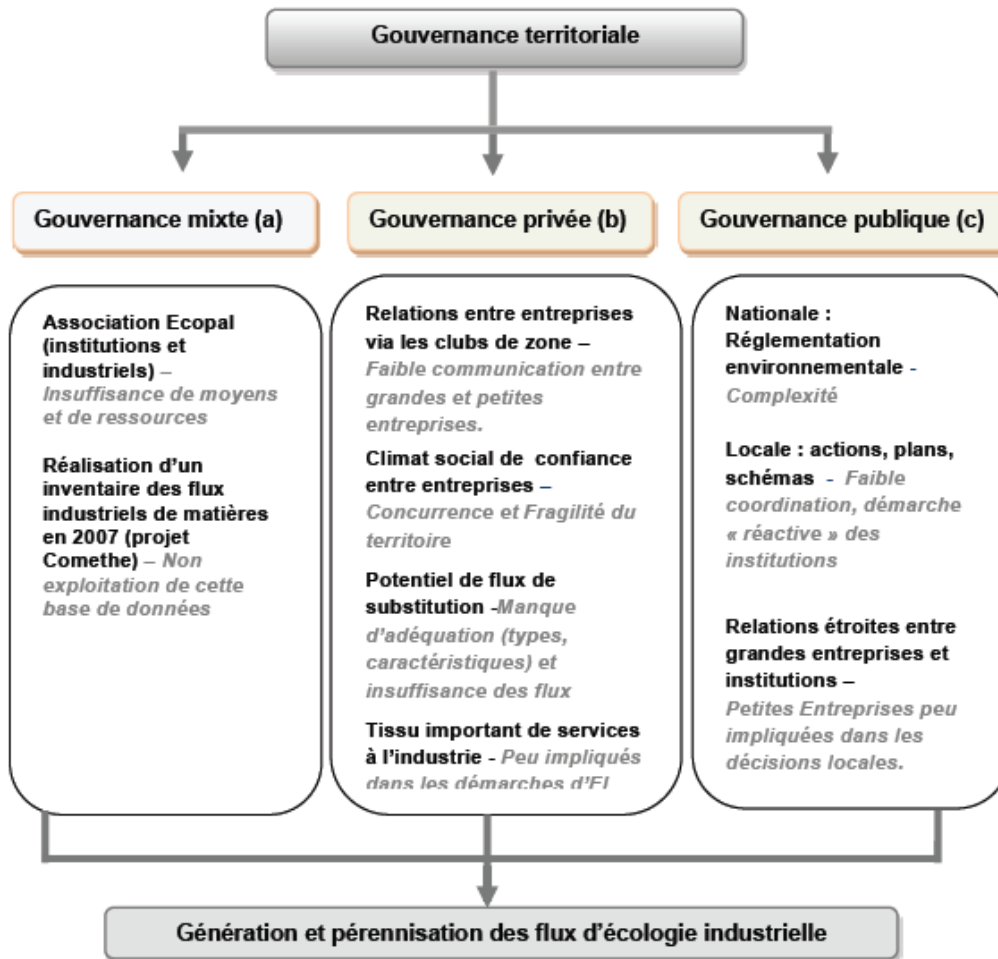 Gouvernance territoriale
Gouvernance mixte (a)
Gouvernance privée (b)
Gouvernance publique (c)
Association Ecopal
(institutions et
industriels) –
Insuffisance de moyens
et de ressources
Réalisation d'un
inventaire des flux
industriels de matières
en 2007 (projet
Comethe) – Non
exploitation de cette
base de données
Relations entre entreprises
via les clubs de zone –
Faible communication entre
grandes et petites
entreprises.
Climat social de confiance
entre entreprises –
Concurrence et Fragilité du
territoire
Potentiel de flux de
substitution -Manque
d'adéquation (types,
caractéristiques) et
insuffisance des flux
Tissu important de services
à l'industrie - Peu impliqués
dans les démarches d'EI
Nationale :
Réglementation
environnementale -
Complexité
Locale : actions, plans,
schémas - Faible
coordination, démarche
« réactive » des
institutions
Relations étroites entre
grandes entreprises et
institutions –
Petites Entreprises peu
impliquées dans les
décisions locales.
Génération et pérennisation des flux d'écologie industrielle